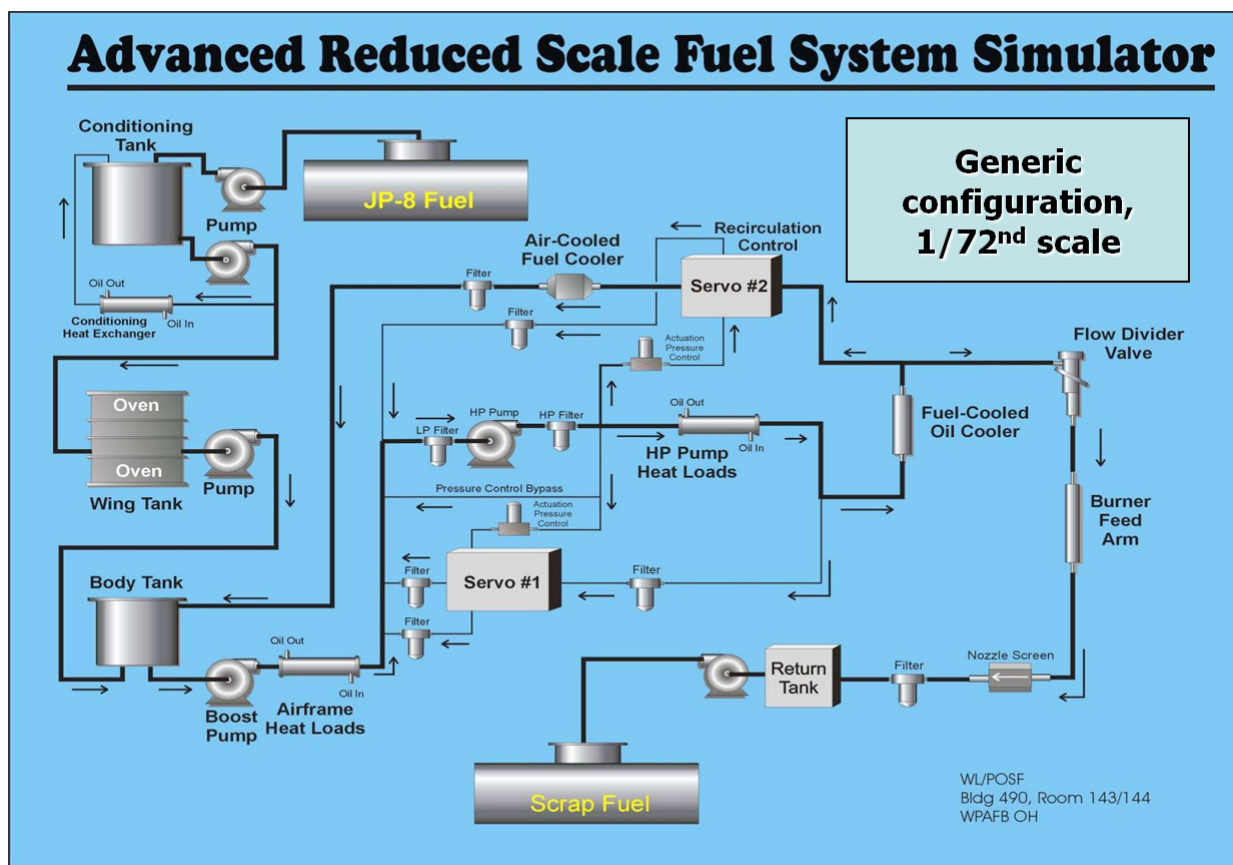 Advanced Reduced Scale Fuel System Simulator
Conditioning
Tank
JP-8 Fuel
Pump
Generic
configuration,
1/72nd scale
Recirculation
Control
Air-Cooled
Fuel Cooler
Filter
Servo #2
Oil Out
Oil In
Conditioning
Heat Exchanger
Filter
Actuation
Pressure
Control
Flow Divider
Valve
Oven
Oven
Wing Tank
Pump
LP Filter
HP Pump
HP Filter
Oil Out
Oil In
HP Pump
Heat Loads
Fuel-Cooled
Oil Cooler
Pressure Control Bypass
Actuation
Pressure
Control
Burner
Feed
Arm
Body Tank
Filter
Servo #1
Filter
Filter
Oil Out
Oil In
Boost
Pump
Airframe
Heat Loads
Return
Tank
Filter
Nozzle Screen
Scrap Fuel
WL/POSF
Bldg 490, Room 143/144
WPAFB OH